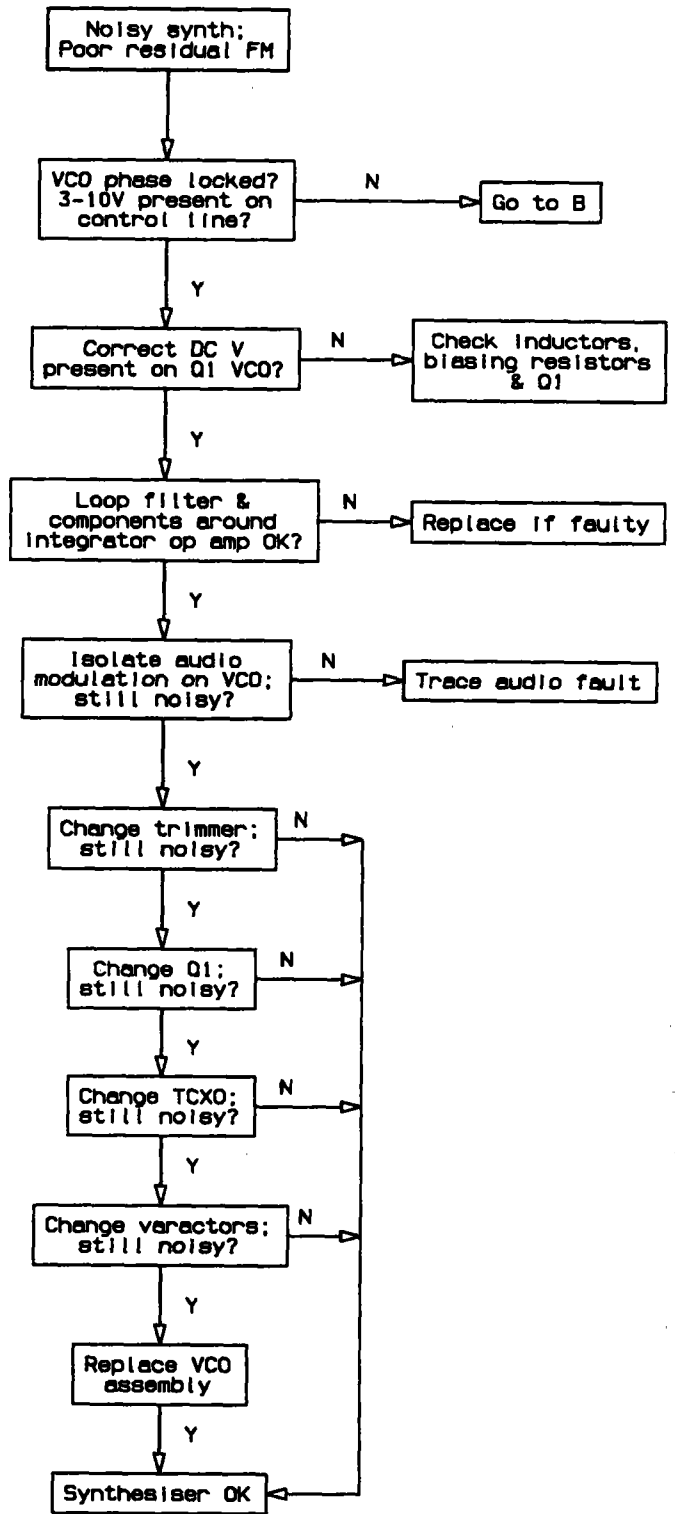 Noisy synth;
Poor residual FM
VCO phase locked?
3-10V present on
control line?
N
Go to B
Y
Correct DC V
present on Q1 VCO?
N
Check inductors,
biasing resistors
& Q1
Y
Loop filter &
components around
integrator op amp OK?
N
Replace if faulty
Y
Isolate audio
modulation on VCO;
still noisy?
N
Trace audio fault
Y
Change trimmer;
still noisy?
N
Y
Change Q1;
still noisy?
N
Y
Change TCXO;
still noisy?
N
Y
Change varactors;
still noisy?
N
Y
Replace VCO
assembly
Y
Synthesiser OK